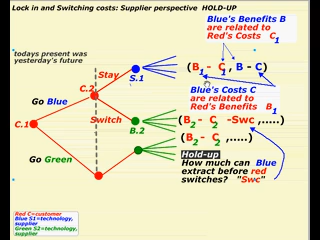 Lock in and Switching costs: Supplier perspective HOLD-UP
Blue's Benefits B
are related to
Red's Costs C1
todays present was
yesterday's future
Stay
S.1
(B1- C1, B - C)
C.2
Go Blue
Blue's Costs C
are related to
Red's Benefits B1
Switch
C.1
B.2
(B2- C2 -Swc ,.....)
(B2- C2 ,.....)
Go Green
Hold-up
How much can Blue
extract before red
switches? "Swc"
Red C=customer
Blue S1=technology,
supplier
Green S2=technology,
supplier